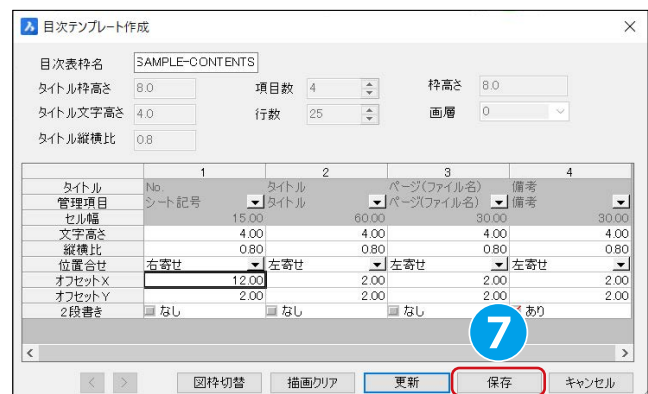 目次テンプレート作成
目次表枠名 SAMPLE-CONTENTS
タイトル枠高さ 8.0 項目数 4 枠高さ 8.0
タイトル文字高さ 4.0 行数 25 画層 0
タイトル縦横比 0.8
1 2 3 4
タイトル No. タイトル ページ(ファイル名) 備考
管理項目 シート記号 タイトル ページ(ファイル名) 備考
セル幅 15.00 60.00 30.00 30.00
文字高さ 4.00 4.00 4.00 4.00
縦横比 0.80 0.80 0.80 0.80
位置合せ 右寄せ 左寄せ 左寄せ 左寄せ
オフセットX 12.00 2.00 2.00 2.00
オフセットY 2.00 2.00 2.00 2.00
2段書き なし なし なし あり
7
< > 図枠切替 描画クリア 更新 保存 キャンセル